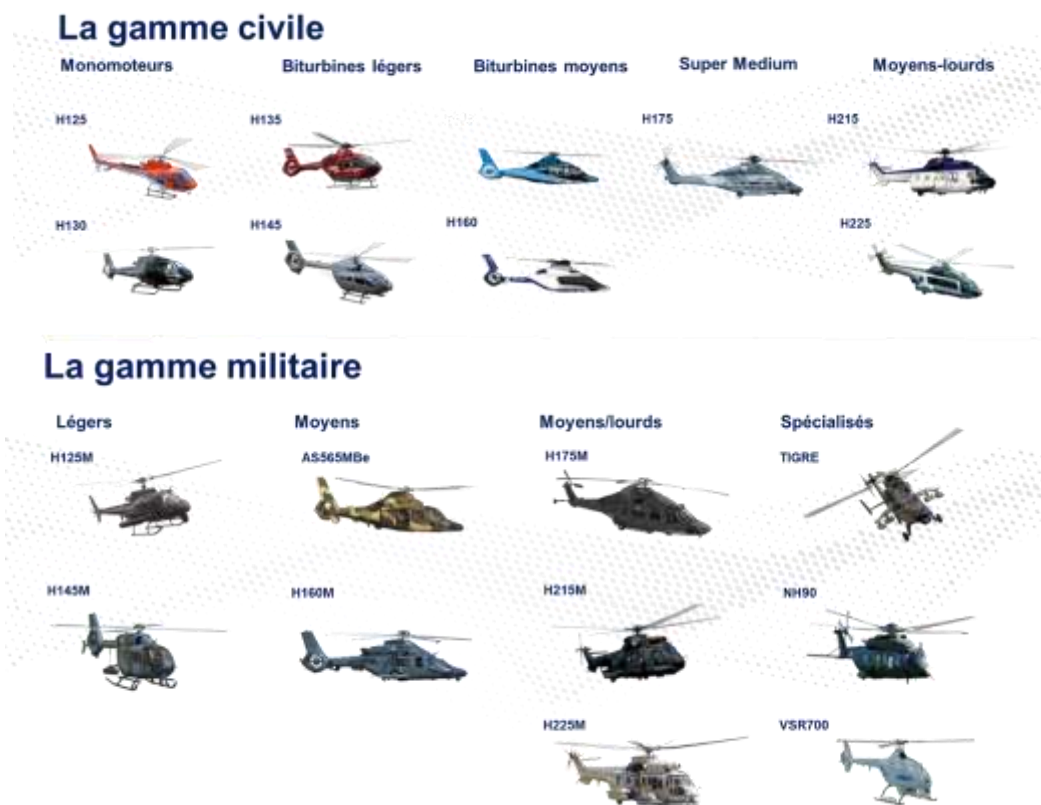 La gamme civile
Monomoteurs Biturbines légers Biturbines moyens Super Medium Moyens-lourds
H125 H135 H175 H215
H130 H145 H160 H225
La gamme militaire
Légers Moyens Moyens/lourds Spécialisés
H125M AS565MBe H175M TIGRE
H145M H160M H215M NH90
H225M VSR700